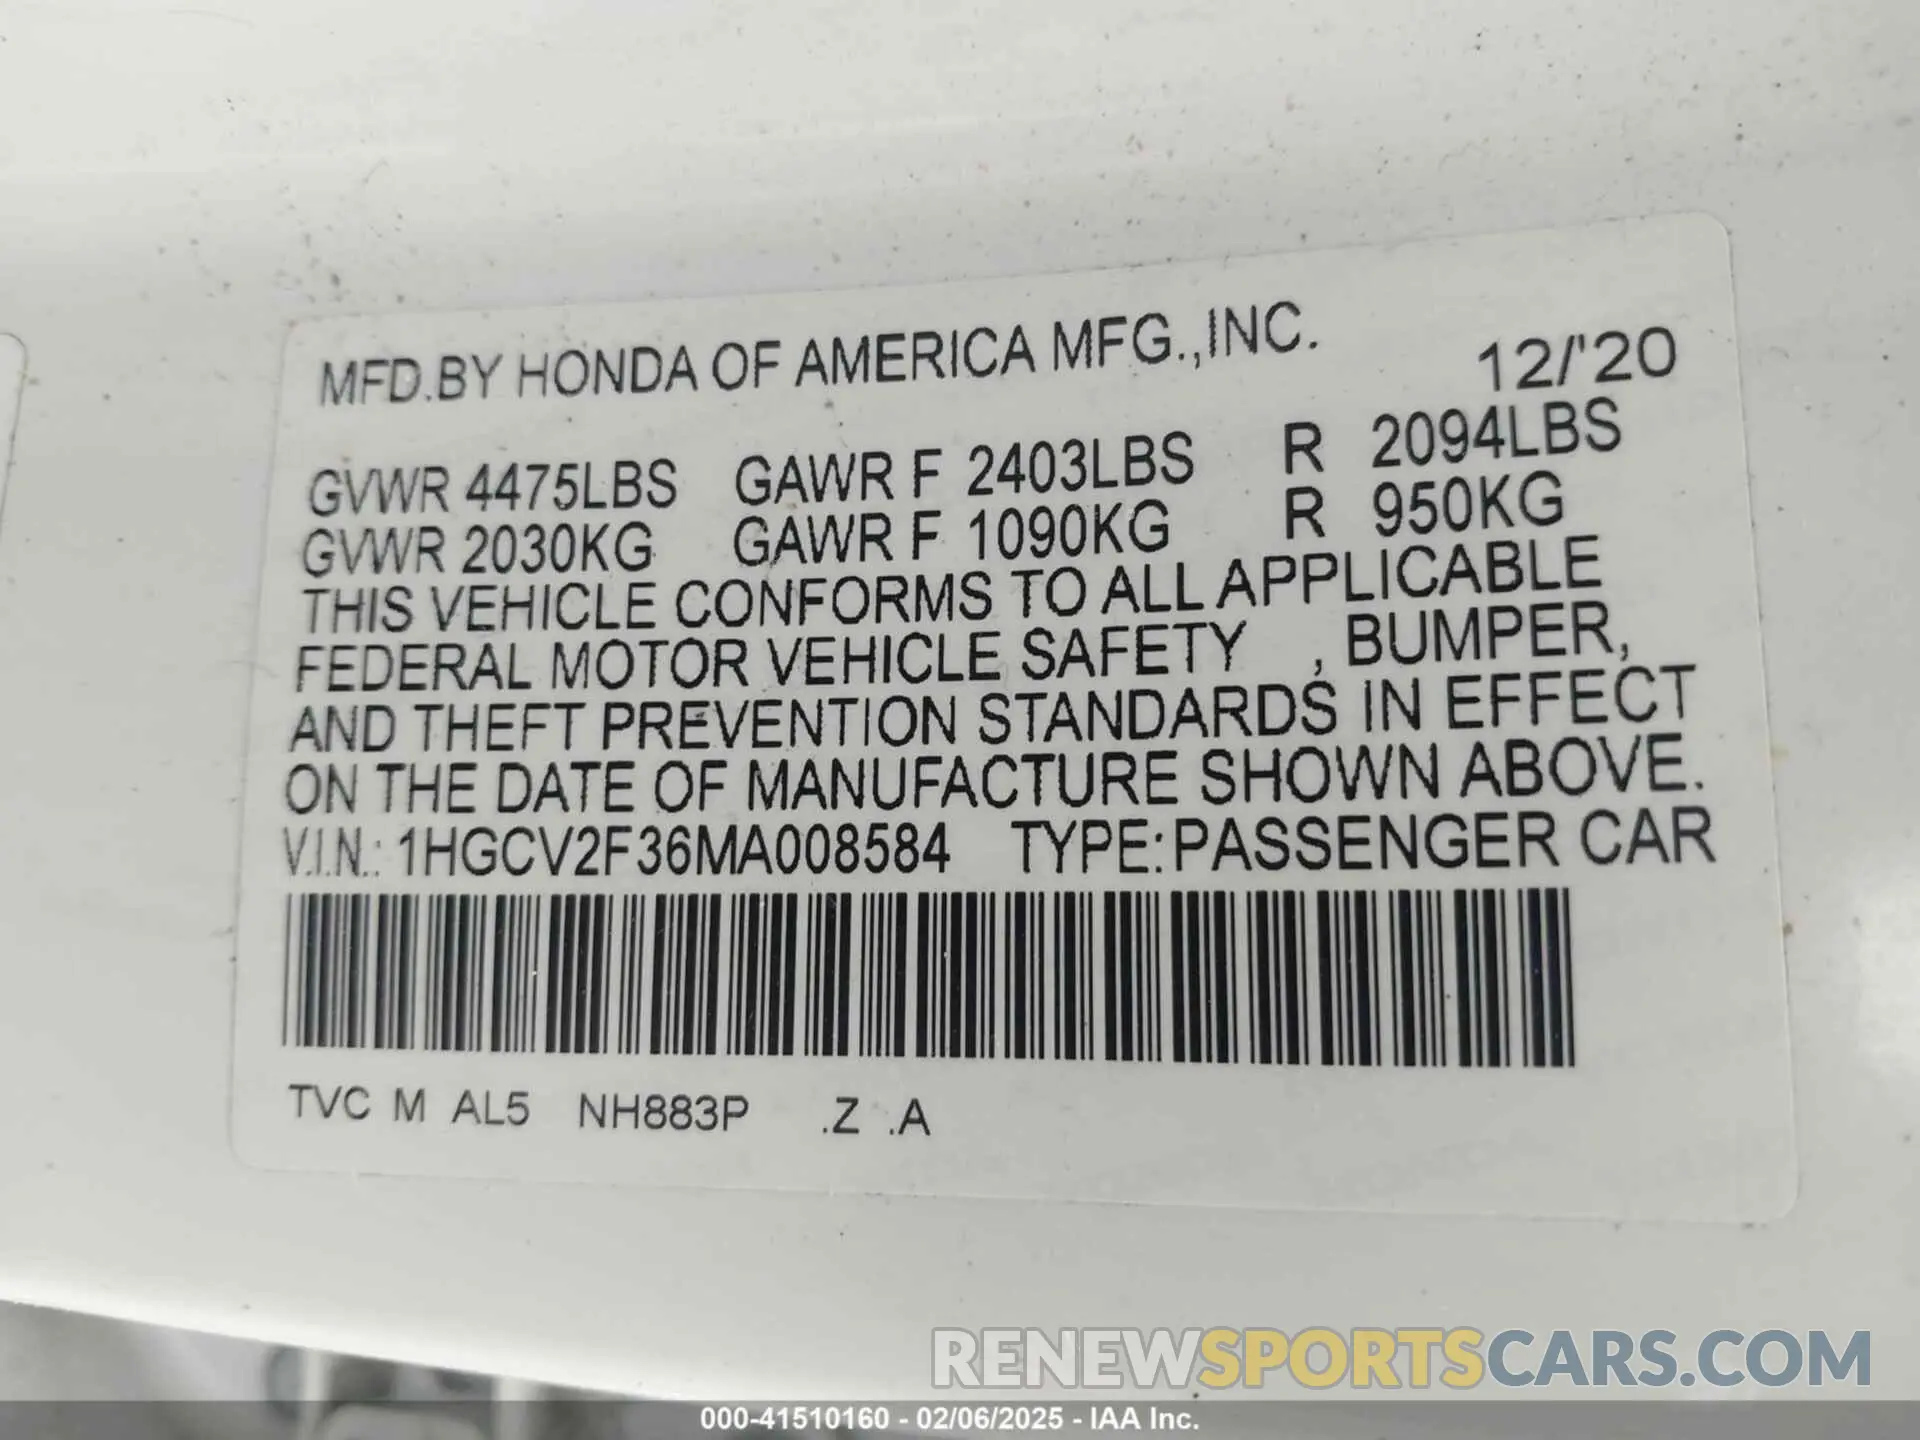 MFD.BY HONDA OF AMERICA MFG.,INC. 12/'20
GVWR 4475LBS GAWR F 2403LBS R 2094LBS
GVWR 2030KG GAWR F 1090KG R 950KG
THIS VEHICLE CONFORMS TO ALL APPLICABLE
FEDERAL MOTOR VEHICLE SAFETY , BUMPER,
AND THEFT PREVENTION STANDARDS IN EFFECT
ON THE DATE OF MANUFACTURE SHOWN ABOVE.
V.I.N.: 1HGCV2F36MA008584 TYPE: PASSENGER CAR
TVC M AL5 NH883P .Z .A
RENEWSPORTSCARS.COM
000-41510160 - 02/06/2025 - IAA Inc.